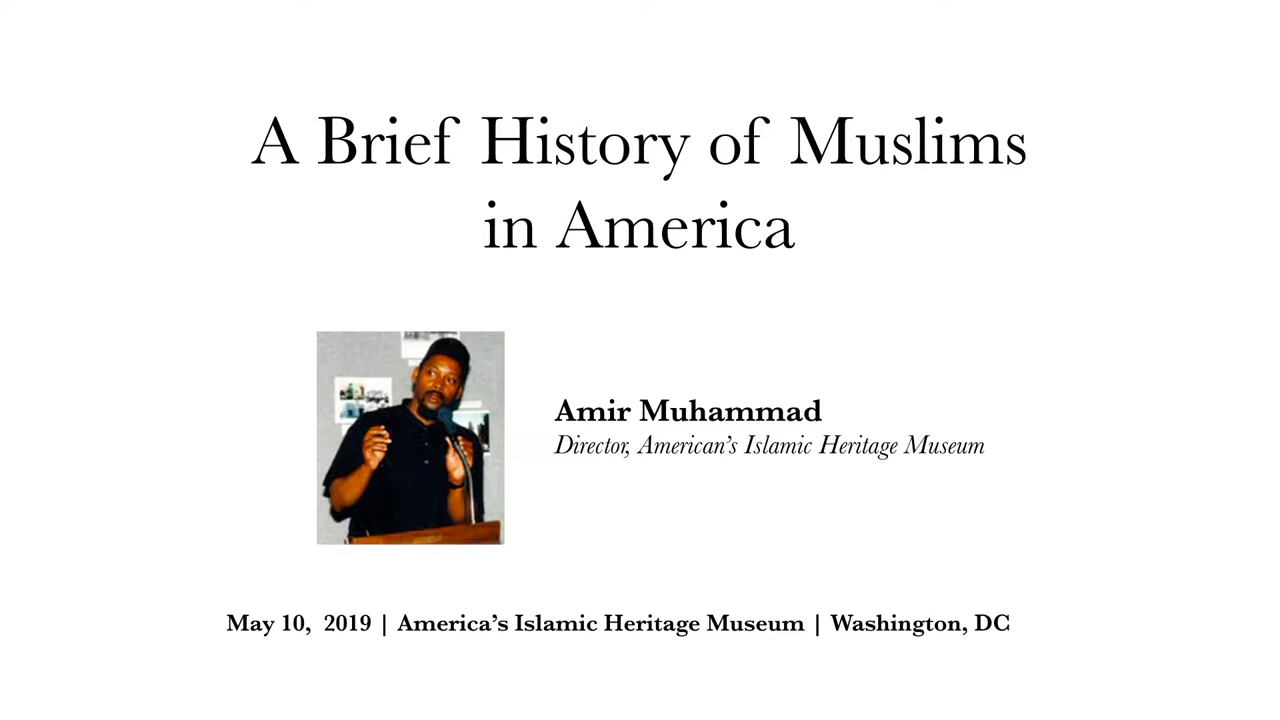 A Brief History of Muslims
in America
Amir Muhammad
Director, American’s Islamic Heritage Museum
May 10, 2019 | America’s Islamic Heritage Museum | Washington, DC